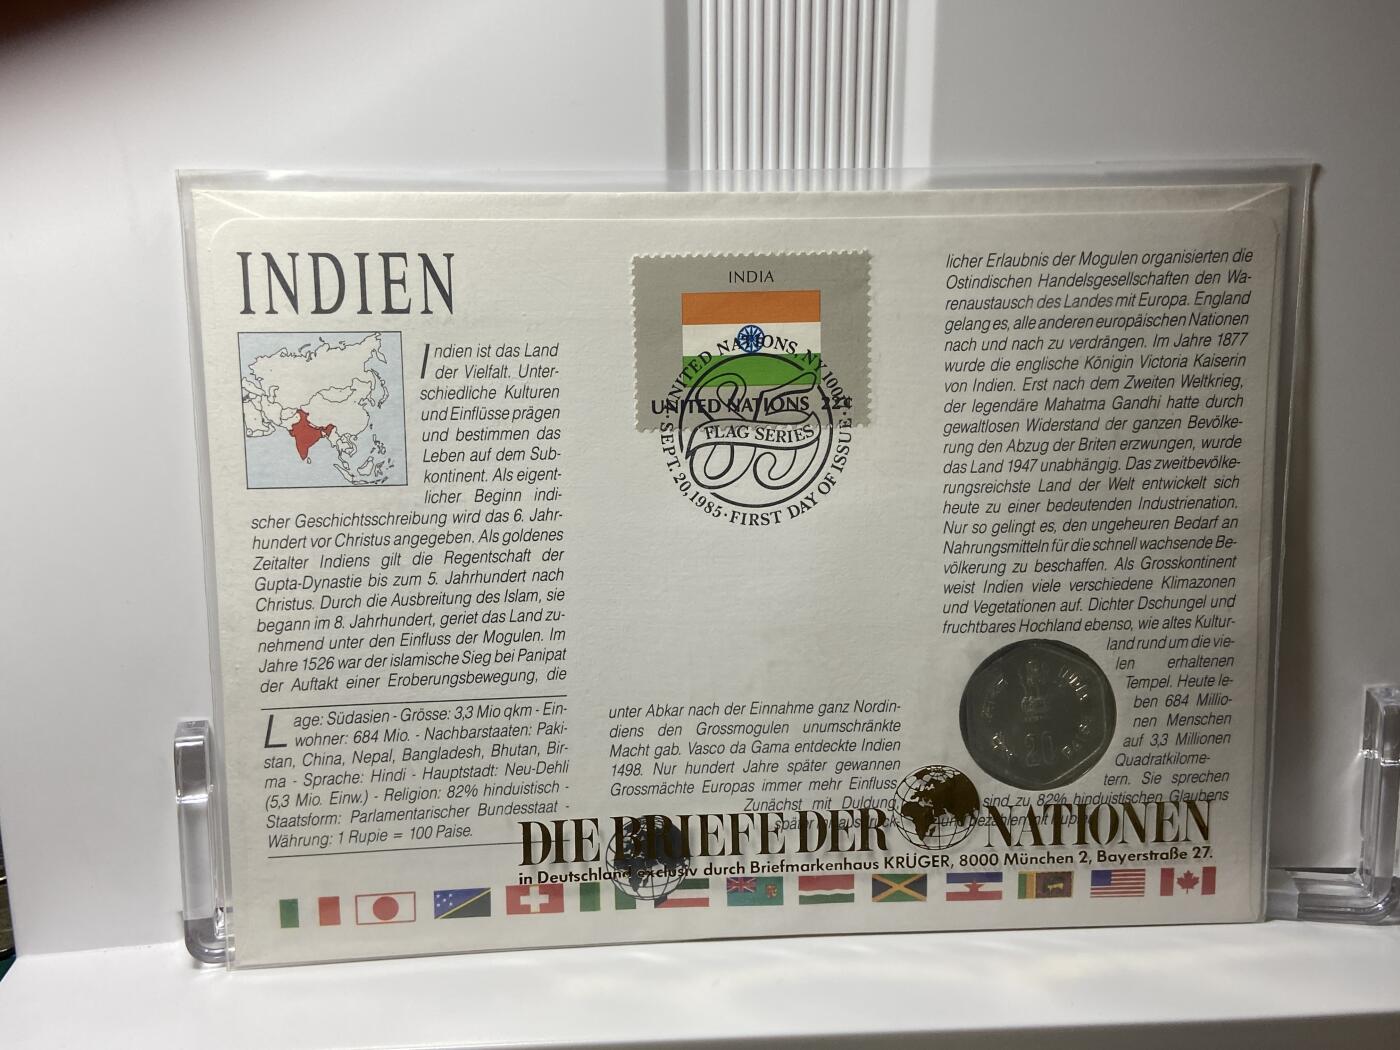 INDIEN
Indien ist das Land
der Vielfalt. Unter-
schiedliche Kulturen
und Einflüsse prägen
und bestimmen das
Leben auf dem Sub-
kontinent. Als eigent-
licher Beginn indi-
scher Geschichtsschreibung wird das 6. Jahr-
hundert vor Christus angegeben. Als goldenes
Zeitalter Indiens gilt die Regentschaft der
Gupta-Dynastie bis zum 5. Jahrhundert nach
Christus. Durch die Ausbreitung des Islam, sie
begann im 8. Jahrhundert, geriet das Land zu-
nehmend unter den Einfluss der Mogulen. Im
Jahre 1526 war der islamische Sieg bei Panipat
der Auftakt einer Eroberungsbewegung, die
Lage: Südasien - Grösse: 3,3 Mio qkm - Ein-
wohner: 684 Mio. - Nachbarstaaten: Paki-
stan, China, Nepal, Bangladesh, Bhutan, Bir-
ma - Sprache: Hindi - Hauptstadt: Neu-Dehli
(5,3 Mio. Einw.) - Religion: 82% hinduistisch -
Staatsform: Parlamentarischer Bundesstaat -
Währung: 1 Rupie = 100 Paise.
INDIA
UNITED NATIONS 22¢
UNITED NATIONS, NY 10017
FLAG SERIES
85
SEPT. 20, 1985 · FIRST DAY OF ISSUE
unter Abkar nach der Einnahme ganz Nordin-
diens den Grossmogulen unumschränkte
Macht gab. Vasco da Gama entdeckte Indien
1498. Nur hundert Jahre später gewannen
Grossmächte Europas immer mehr Einfluss.
Zunächst mit Duldung,
später mit ausdrück-
licher Erlaubnis der Mogulen organisierten die
Ostindischen Handelsgesellschaften den Wa-
renaustausch des Landes mit Europa. England
gelang es, alle anderen europäischen Nationen
nach und nach zu verdrängen. Im Jahre 1877
wurde die englische Königin Victoria Kaiserin
von Indien. Erst nach dem Zweiten Weltkrieg,
der legendäre Mahatma Gandhi hatte durch
gewaltlosen Widerstand der ganzen Bevölke-
rung den Abzug der Briten erzwungen, wurde
das Land 1947 unabhängig. Das zweitbevölke-
rungsreichste Land der Welt entwickelt sich
heute zu einer bedeutenden Industrienation.
Nur so gelingt es, den ungeheuren Bedarf an
Nahrungsmitteln für die schnell wachsende Be-
völkerung zu beschaffen. Als Grosskontinent
weist Indien viele verschiedene Klimazonen
und Vegetationen auf. Dichter Dschungel und
fruchtbares Hochland ebenso, wie altes Kultur-
land rund um die vie-
len erhaltenen
Tempel. Heute le-
ben 684 Millio-
nen Menschen
auf 3,3 Millionen
Quadratkilome-
tern. Sie sprechen
sind zu 82% hinduistischen Glaubens
und bezahlen mit Rupien
INDIA
20
DIE BRIEFE DER NATIONEN
in Deutschland exclusiv durch Briefmarkenhaus KRÜGER, 8000 München 2, Bayerstraße 27.